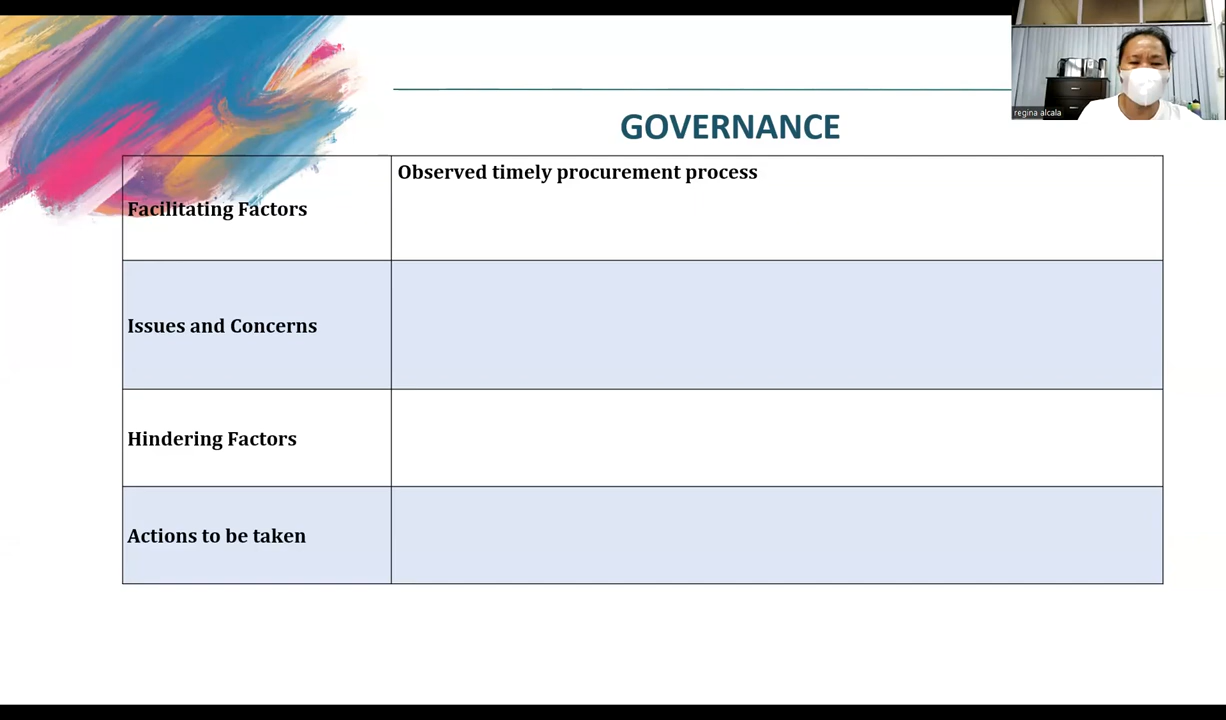 regina alcala
GOVERNANCE
Facilitating Factors
Observed timely procurement process
Issues and Concerns
Hindering Factors
Actions to be taken